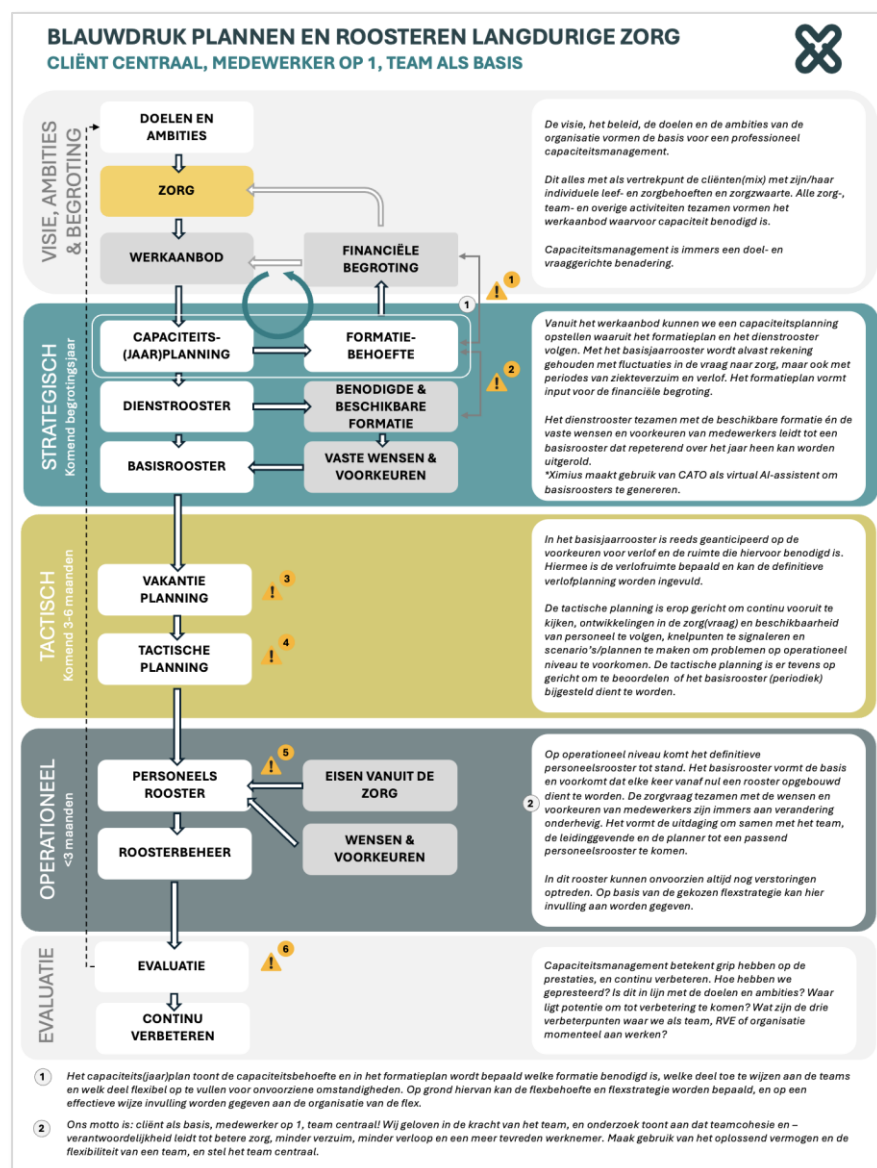 BLAUWDRUK PLANNEN EN ROOSTEREN LANGDURIGE ZORG
CLIËNT CENTRAAL, MEDEWERKER OP 1, TEAM ALS BASIS
VISIE, AMBITIES
& BEGROTING
DOELEN EN
AMBITIES
ZORG
WERKAANBOD
FINANCIËLE
BEGROTING
1
De visie, het beleid, de doelen en de ambities van de
organisatie vormen de basis voor een professioneel
capaciteitsmanagement.
Dit alles met als vertrekpunt de cliënten(mix) met zijn/haar
individuele leef- en zorgbehoeften en zorgzwaarte. Alle zorg-,
team- en overige activiteiten tezamen vormen het
werkaanbod waarvoor capaciteit benodigd is.
Capaciteitsmanagement is immers een doel- en
vraaggerichte benadering.
STRATEGISCH
Komend begrotingsjaar
1
CAPACITEITS-
(JAAR)PLANNING
FORMATIE-
BEHOEFTE
2
DIENSTROOSTER
BENODIGDE &
BESCHIKBARE
FORMATIE
BASISROOSTER
VASTE WENSEN &
VOORKEUREN
Vanuit het werkaanbod kunnen we een capaciteitsplanning
opstellen waaruit het formatieplan en het dienstrooster
volgen. Met het basisjaarrooster wordt alvast rekening
gehouden met fluctuaties in de vraag naar zorg, maar ook met
periodes van ziekteverzuim en verlof. Het formatieplan vormt
input voor de financiële begroting.
Het dienstrooster tezamen met de beschikbare formatie én de
vaste wensen en voorkeuren van medewerkers leidt tot een
basisrooster dat repeterend over het jaar heen kan worden
uitgerold.
*Ximius maakt gebruik van CATO als virtual AI-assistent om
basisroosters te genereren.
TACTISCH
Komend 3-6 maanden
VAKANTIE
PLANNING
3
TACTISCHE
PLANNING
4
In het basisjaarrooster is reeds geanticipeerd op de
voorkeuren voor verlof en de ruimte die hiervoor benodigd is.
Hiermee is de verlofruimte bepaald en kan de definitieve
verlofplanning worden ingevuld.
De tactische planning is erop gericht om continu vooruit te
kijken, ontwikkelingen in de zorg(vraag) en beschikbaarheid
van personeel te volgen, knelpunten te signaleren en
scenario's/plannen te maken om problemen op operationeel
niveau te voorkomen. De tactische planning is er tevens op
gericht om te beoordelen of het basisrooster (periodiek)
bijgesteld dient te worden.
OPERATIONEEL
<3 maanden
PERSONEELS
ROOSTER
5
EISEN VANUIT DE
ZORG
ROOSTERBEHEER
WENSEN &
VOORKEUREN
2
Op operationeel niveau komt het definitieve
personeelsrooster tot stand. Het basisrooster vormt de basis
en voorkomt dat elke keer vanaf nul een rooster opgebouwd
dient te worden. De zorgvraag tezamen met de wensen en
voorkeuren van medewerkers zijn immers aan verandering
onderhevig. Het vormt de uitdaging om samen met het team,
de leidinggevende en de planner tot een passend
personeelsrooster te komen.
In dit rooster kunnen onvoorzien altijd nog verstoringen
optreden. Op basis van de gekozen flexstrategie kan hier
invulling aan worden gegeven.
EVALUATIE
EVALUATIE
6
CONTINU
VERBETEREN
Capaciteitsmanagement betekent grip hebben op de
prestaties, en continu verbeteren. Hoe hebben we
gepresteerd? Is dit in lijn met de doelen en ambities? Waar
ligt potentie om tot verbetering te komen? Wat zijn de drie
verbeterpunten waar we als team, RVE of organisatie
momenteel aan werken?
1 Het capaciteits(jaar)plan toont de capaciteitsbehoefte en in het formatieplan wordt bepaald welke formatie benodigd is, welke deel toe te wijzen aan de teams
en welk deel flexibel op te vullen voor onvoorziene omstandigheden. Op grond hiervan kan de flexbehoefte en flexstrategie worden bepaald, en op een
effectieve wijze invulling worden gegeven aan de organisatie van de flex.
2 Ons motto is: cliënt als basis, medewerker op 1, team centraal! Wij geloven in de kracht van het team, en onderzoek toont aan dat teamcohesie en –
verantwoordelijkheid leidt tot betere zorg, minder verzuim, minder verloop en een meer tevreden werknemer. Maak gebruik van het oplossend vermogen en de
flexibiliteit van een team, en stel het team centraal.